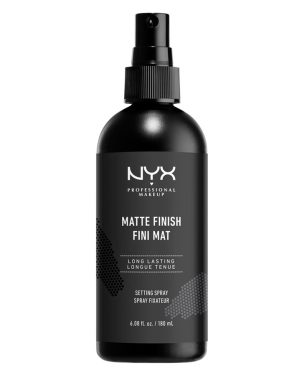 NYX
PROFESSIONAL
MAKEUP
MATTE FINISH
FINI MAT
LONG LASTING
LONGUE TENUE
SETTING SPRAY
SPRAY FIXATEUR
6.08 fl. oz. / 180 mL